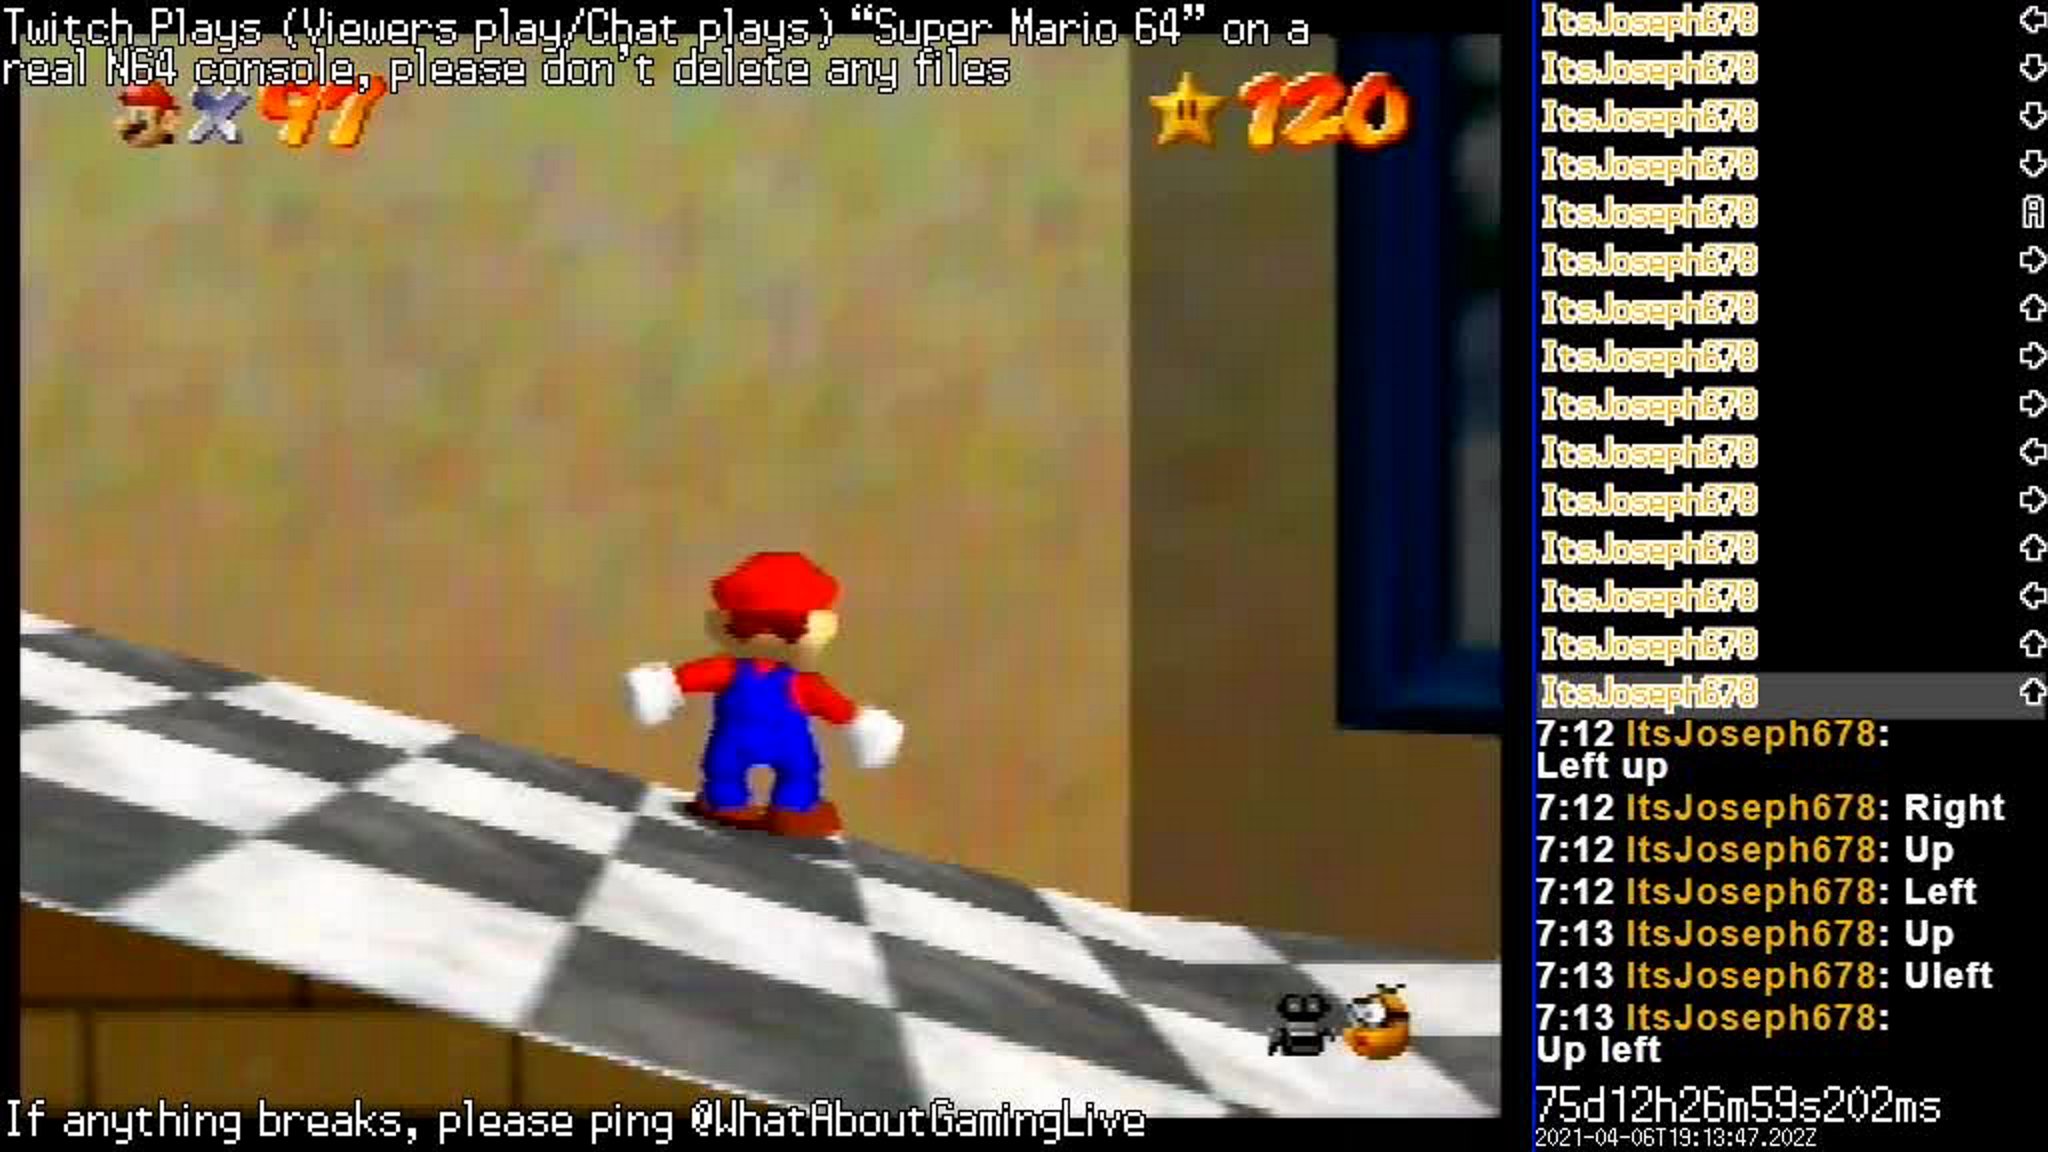 Twitch Plays (Viewers play/Chat plays) “Super Mario 64” on a
real N64 console, please don't delete any files
x 97
120
If anything breaks, please ping @WhatAboutGamingLive
ItsJoseph678
ItsJoseph678
ItsJoseph678
ItsJoseph678
ItsJoseph678 A
ItsJoseph678
ItsJoseph678
ItsJoseph678
ItsJoseph678
ItsJoseph678
ItsJoseph678
ItsJoseph678
ItsJoseph678
ItsJoseph678
ItsJoseph678
7:12 ItsJoseph678:
Left up
7:12 ItsJoseph678: Right
7:12 ItsJoseph678: Up
7:12 ItsJoseph678: Left
7:13 ItsJoseph678: Up
7:13 ItsJoseph678: Uleft
7:13 ItsJoseph678:
Up left
75d12h26m59s202ms
2021-04-06T19:13:47.202Z